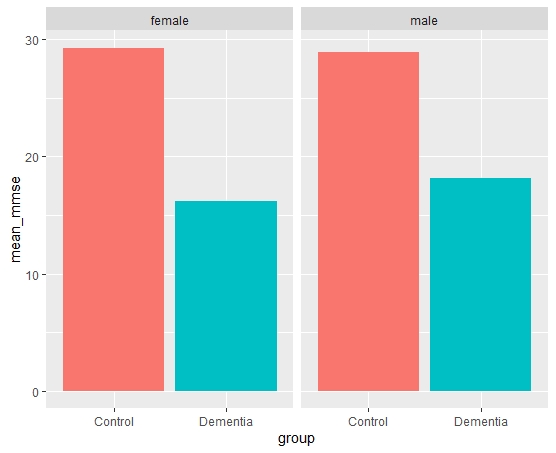 female male
30
20
10
0
mean_mmse
Control Dementia Control Dementia
group